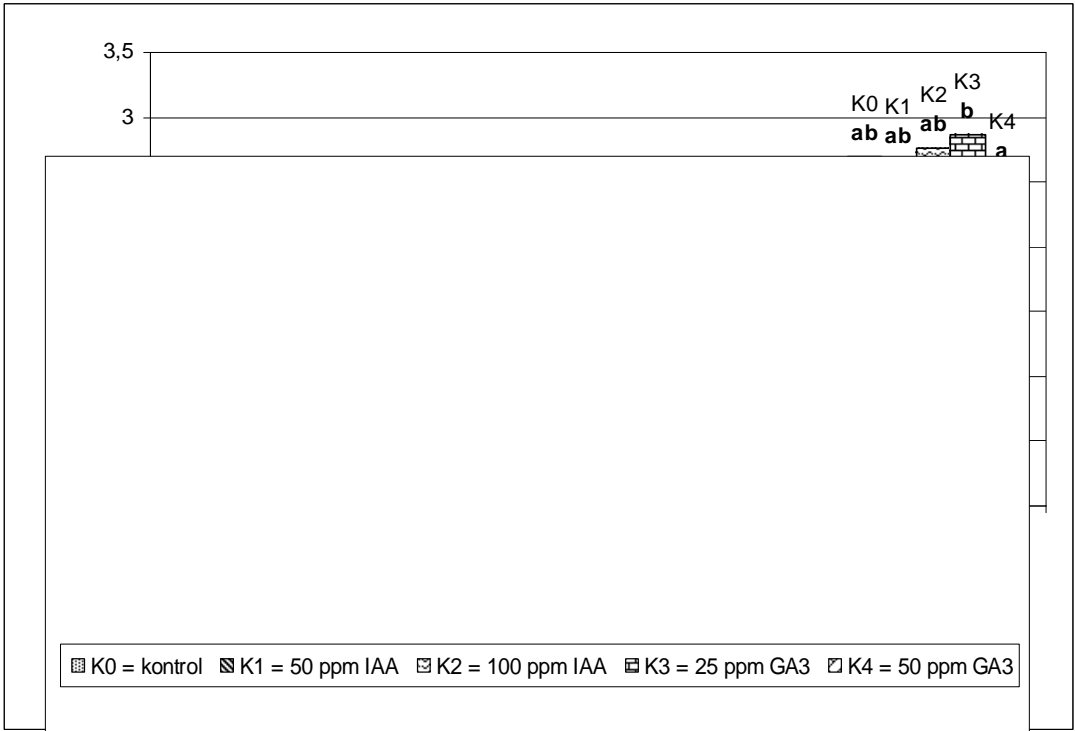 3,5
3
K0 K1 K2 K3 K4
ab ab ab b a
K0 = kontrol K1 = 50 ppm IAA K2 = 100 ppm IAA K3 = 25 ppm GA3 K4 = 50 ppm GA3